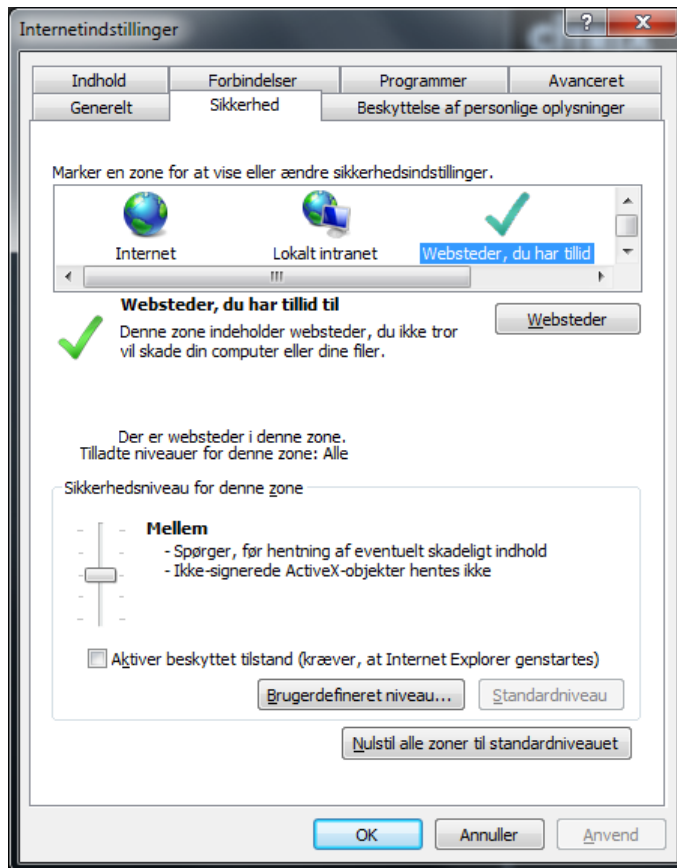 Internetindstillinger
Indhold
Forbindelser
Programmer
Avanceret
Generelt
Sikkerhed
Beskyttelse af personlige oplysninger
Marker en zone for at vise eller ændre sikkerhedsindstillinger.
Internet
Lokalt intranet
Websteder, du har tillid
Websteder, du har tillid til
Denne zone indeholder websteder, du ikke tror
vil skade din computer eller dine filer.
Websteder
Der er websteder i denne zone.
Tilladte niveauer for denne zone: Alle
Sikkerhedsniveau for denne zone
Mellem
- Spørger, før hentning af eventuelt skadeligt indhold
- Ikke-signerede ActiveX-objekter hentes ikke
Aktiver beskyttet tilstand (kræver, at Internet Explorer genstartes)
Brugerdefineret niveau...
Standardniveau
Nulstil alle zoner til standardniveauet
OK
Annuller
Anvend